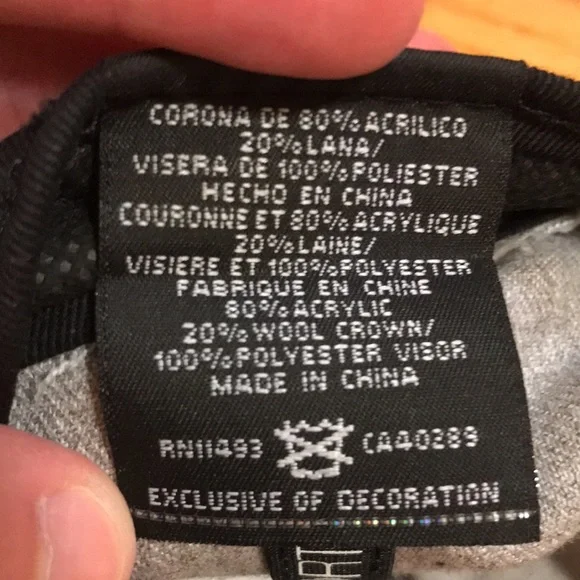 CORONA DE 80% ACRILICO
20% LANA/
VISERA DE 100% POLIESTER
HECHO EN CHINA
COURONNE ET 80% ACRYLIQUE
20% LAINE/
VISIERE ET 100% POLYESTER
FABRIQUE EN CHINE
80% ACRYLIC
20% WOOL CROWN/
100% POLYESTER VISOR
MADE IN CHINA
RN11493 CA40289
EXCLUSIVE OF DECORATION